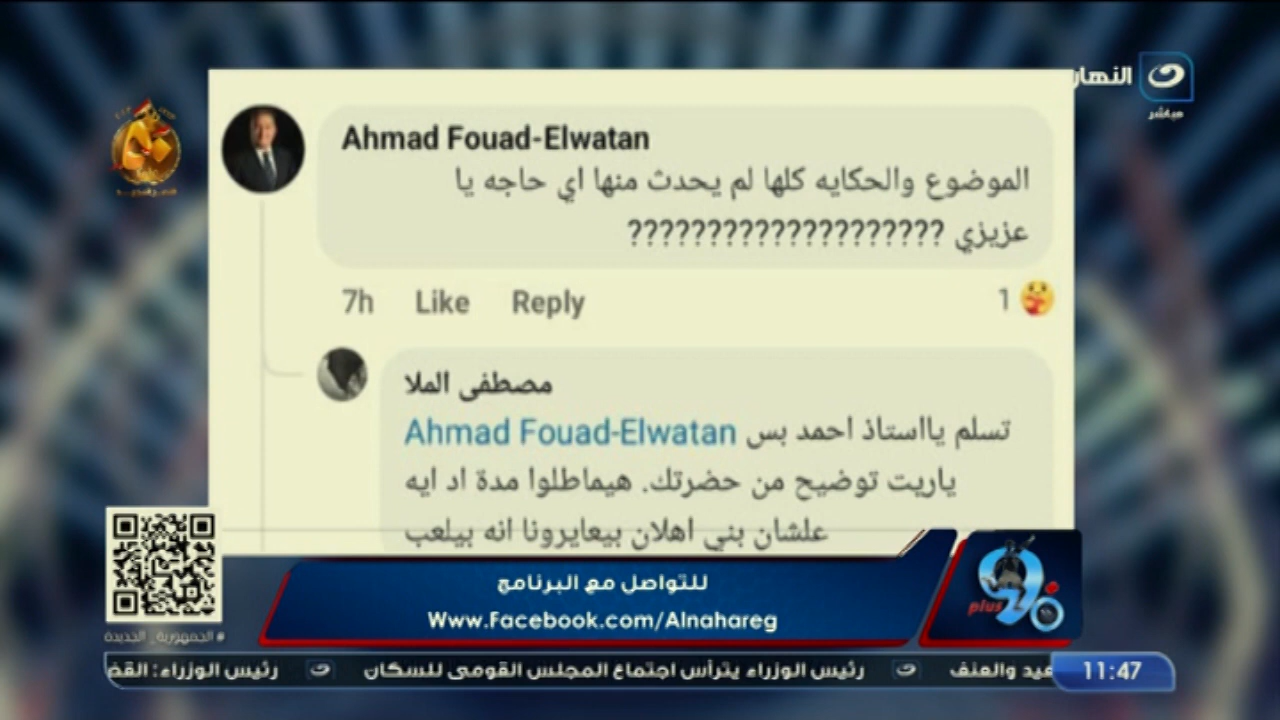 النهار
مباشر
Ahmad Fouad-Elwatan
الموضوع والحكايه كلها لم يحدث منها اي حاجه يا
عزيزي ????????????????????
7h Like Reply 1
مصطفى الملا
تسلم يااستاذ احمد بس Ahmad Fouad-Elwatan
ياريت توضيح من حضرتك. هيماطلوا مدة اد ايه
علشان بني اهلان بيعايرونا انه بيلعب
للتواصل مع البرنامج
Www.Facebook.com/Alnahareg
plus 90
#الجمهورية_الجديدة
11:47
والعنف رئيس الوزراء يترأس اجتماع المجلس القومى للسكان رئيس الوزراء: